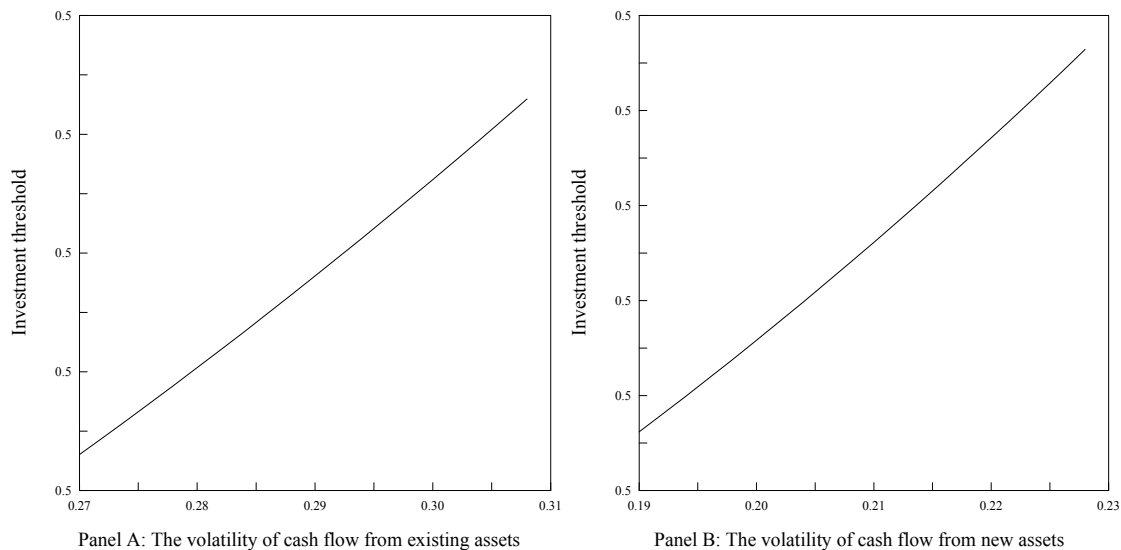 0.5
0.5
0.5
0.5
0.5
Investment threshold
0.27 0.28 0.29 0.30 0.31
Panel A: The volatility of cash flow from existing assets
0.5
0.5
0.5
0.5
0.5
0.5
Investment threshold
0.19 0.20 0.21 0.22 0.23
Panel B: The volatility of cash flow from new assets